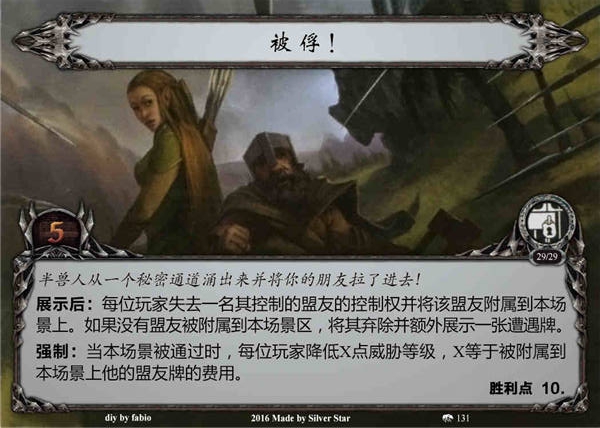 被俘！
5
29/29
半兽人从一个秘密通道涌出来并将你的朋友拉了进去！
展示后：每位玩家失去一名其控制的盟友的控制权并将该盟友附属到本场
景上。如果没有盟友被附属到本场景区，将其弃除并额外展示一张遭遇牌。
强制：当本场景被通过时，每位玩家降低X点威胁等级，X等于被附属到
本场景上他的盟友牌的费用。
胜利点 10.
diy by fabio
2016 Made by Silver Star
131